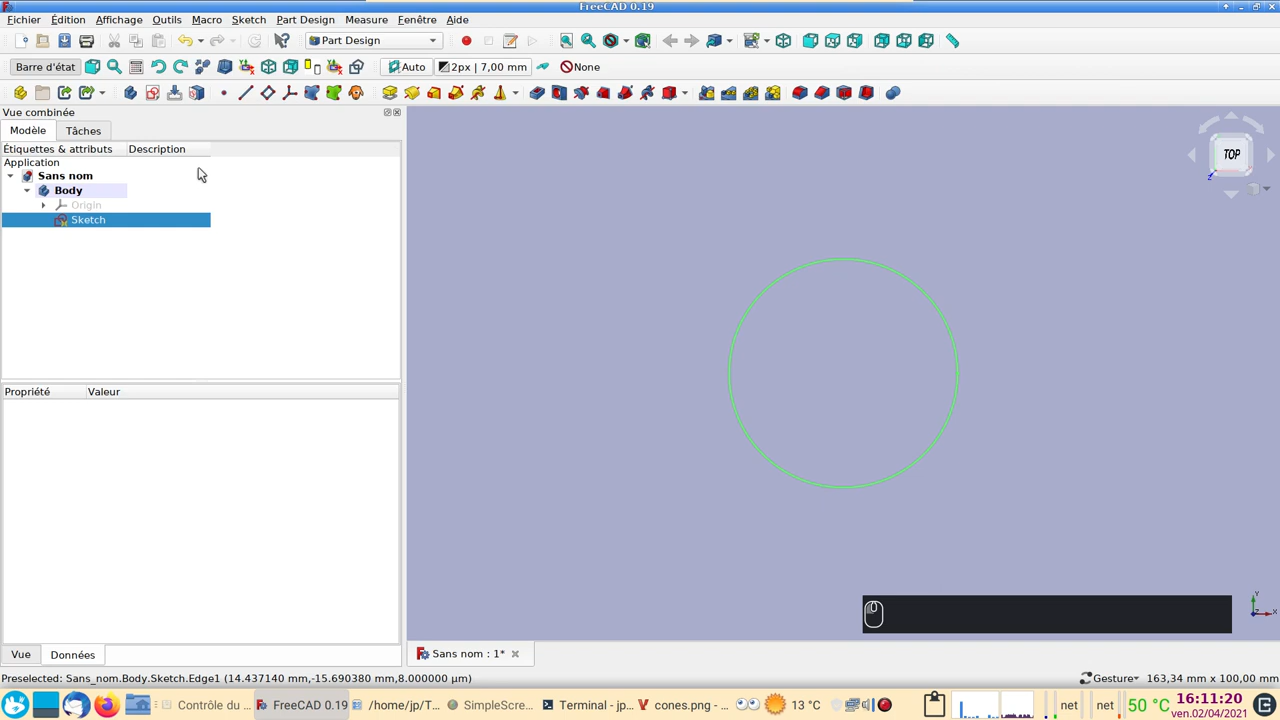 FreeCAD 0.19
Fichier Édition Affichage Outils Macro Sketch Part Design Measure Fenêtre Aide
Part Design
Barre d'état Auto 2px | 7,00 mm None
Vue combinée
Modèle Tâches
Étiquettes & attributs Description
Application
Sans nom
Body
Origin
Sketch
TOP
Z
Propriété Valeur
Y
X
Sans nom : 1*
Vue Données
Preselected: Sans_nom.Body.Sketch.Edge1 (14.437140 mm,-15.690380 mm,8.000000 µm) Gesture 163,34 mm x 100,00 mm
Contrôle du ... FreeCAD 0.19 /home/jp/T... SimpleScre... Terminal - jp... cones.png - ... 13 °C net net 50 °C 16:11:20
ven.02/04/2021